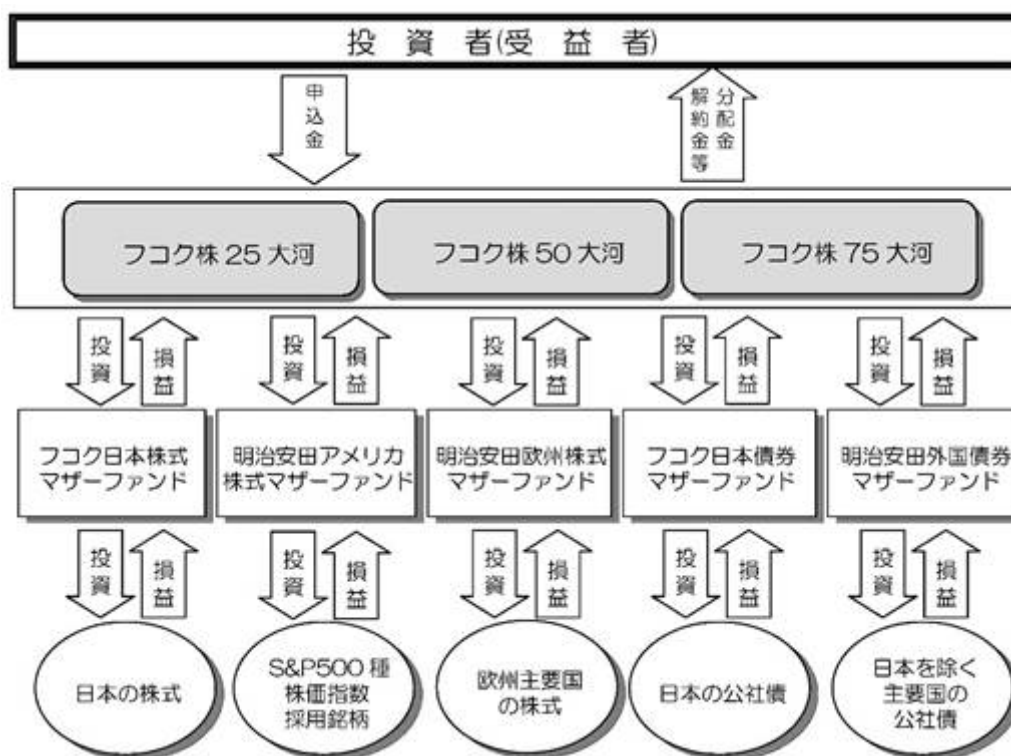 投資者(受益者)
申込金
分配金
解約金等
フコク株25大河
フコク株50大河
フコク株75大河
投資
損益
投資
損益
投資
損益
投資
損益
投資
損益
フコク日本株式
マザーファンド
明治安田アメリカ
株式マザーファンド
明治安田欧州株式
マザーファンド
フコク日本債券
マザーファンド
明治安田外国債券
マザーファンド
投資
損益
投資
損益
投資
損益
投資
損益
投資
損益
日本の株式
S&P500種
株価指数
採用銘柄
欧州主要国
の株式
日本の公社債
日本を除く
主要国の
公社債